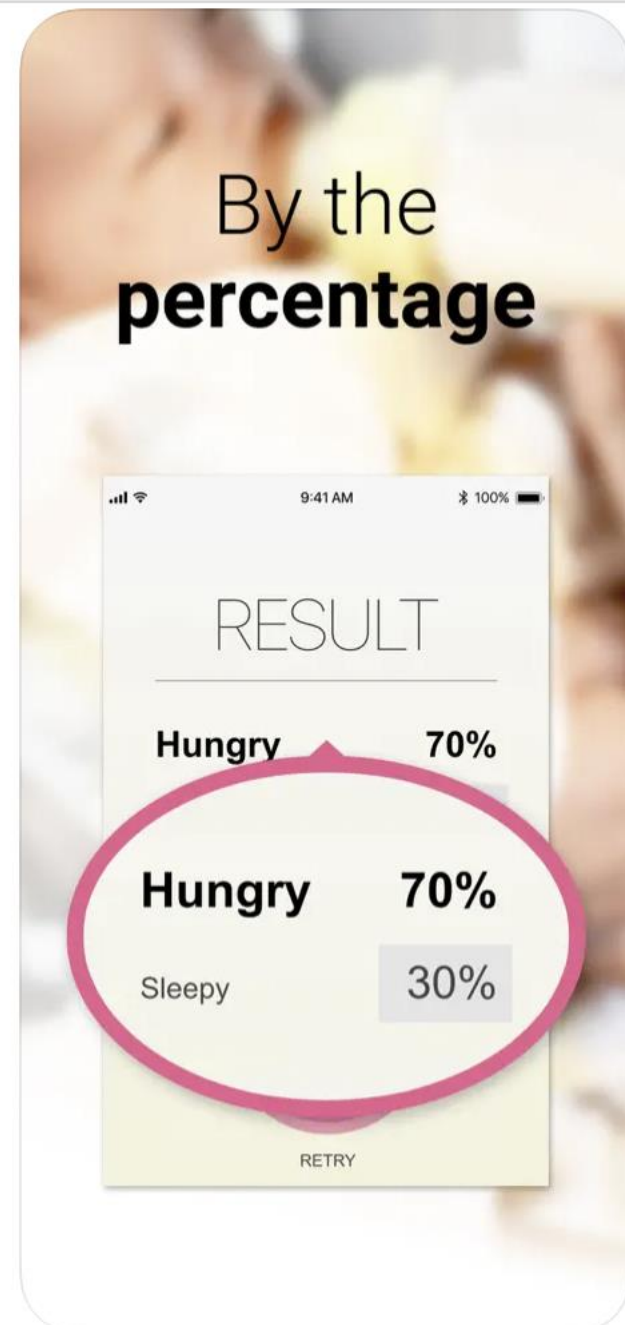 By the
percentage
9:41 AM 100%
RESULT
Hungry 70%
Hungry 70%
Sleepy 30%
RETRY